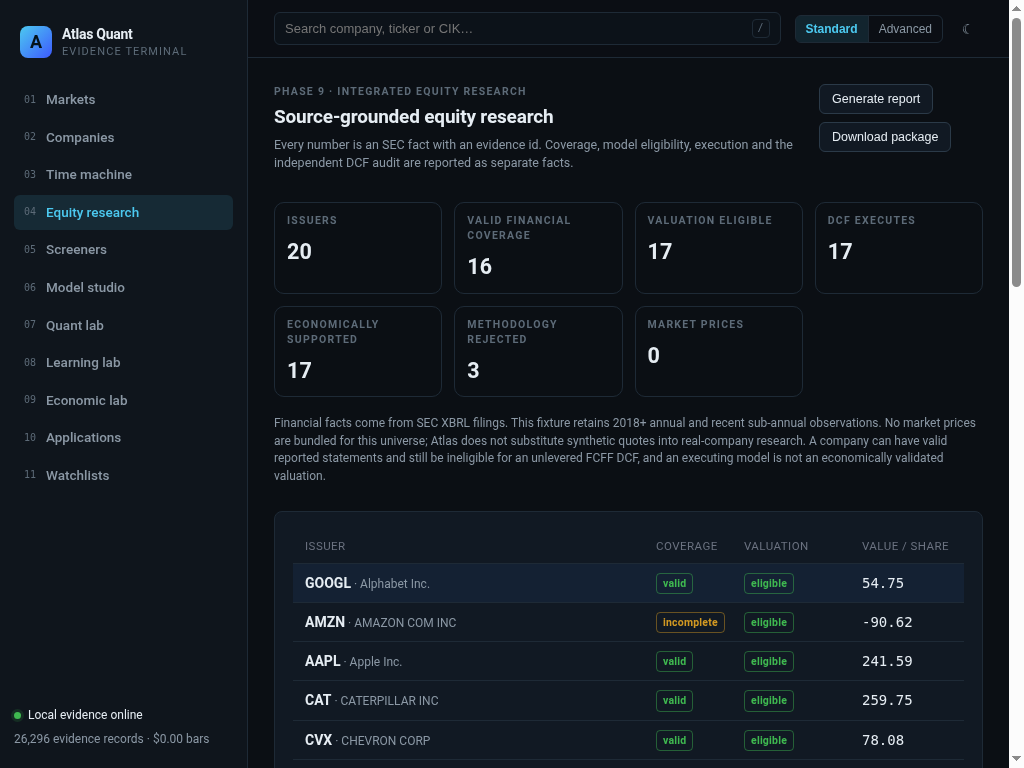 A
Atlas Quant
EVIDENCE TERMINAL
01 Markets
02 Companies
03 Time machine
04 Equity research
05 Screeners
06 Model studio
07 Quant lab
08 Learning lab
09 Economic lab
10 Applications
11 Watchlists
Local evidence online
26,296 evidence records · $0.00 bars
Search company, ticker or CIK… /
Standard Advanced ☾
PHASE 9 · INTEGRATED EQUITY RESEARCH
Source-grounded equity research
Every number is an SEC fact with an evidence id. Coverage, model eligibility, execution and the
independent DCF audit are reported as separate facts.
Generate report
Download package
ISSUERS
20
VALID FINANCIAL
COVERAGE
16
VALUATION ELIGIBLE
17
DCF EXECUTES
17
ECONOMICALLY
SUPPORTED
17
METHODOLOGY
REJECTED
3
MARKET PRICES
0
Financial facts come from SEC XBRL filings. This fixture retains 2018+ annual and recent sub-annual observations. No market prices
are bundled for this universe; Atlas does not substitute synthetic quotes into real-company research. A company can have valid
reported statements and still be ineligible for an unlevered FCFF DCF, and an executing model is not an economically validated
valuation.
ISSUER COVERAGE VALUATION VALUE / SHARE
GOOGL · Alphabet Inc. valid eligible 54.75
AMZN · AMAZON COM INC incomplete eligible -90.62
AAPL · Apple Inc. valid eligible 241.59
CAT · CATERPILLAR INC valid eligible 259.75
CVX · CHEVRON CORP valid eligible 78.08